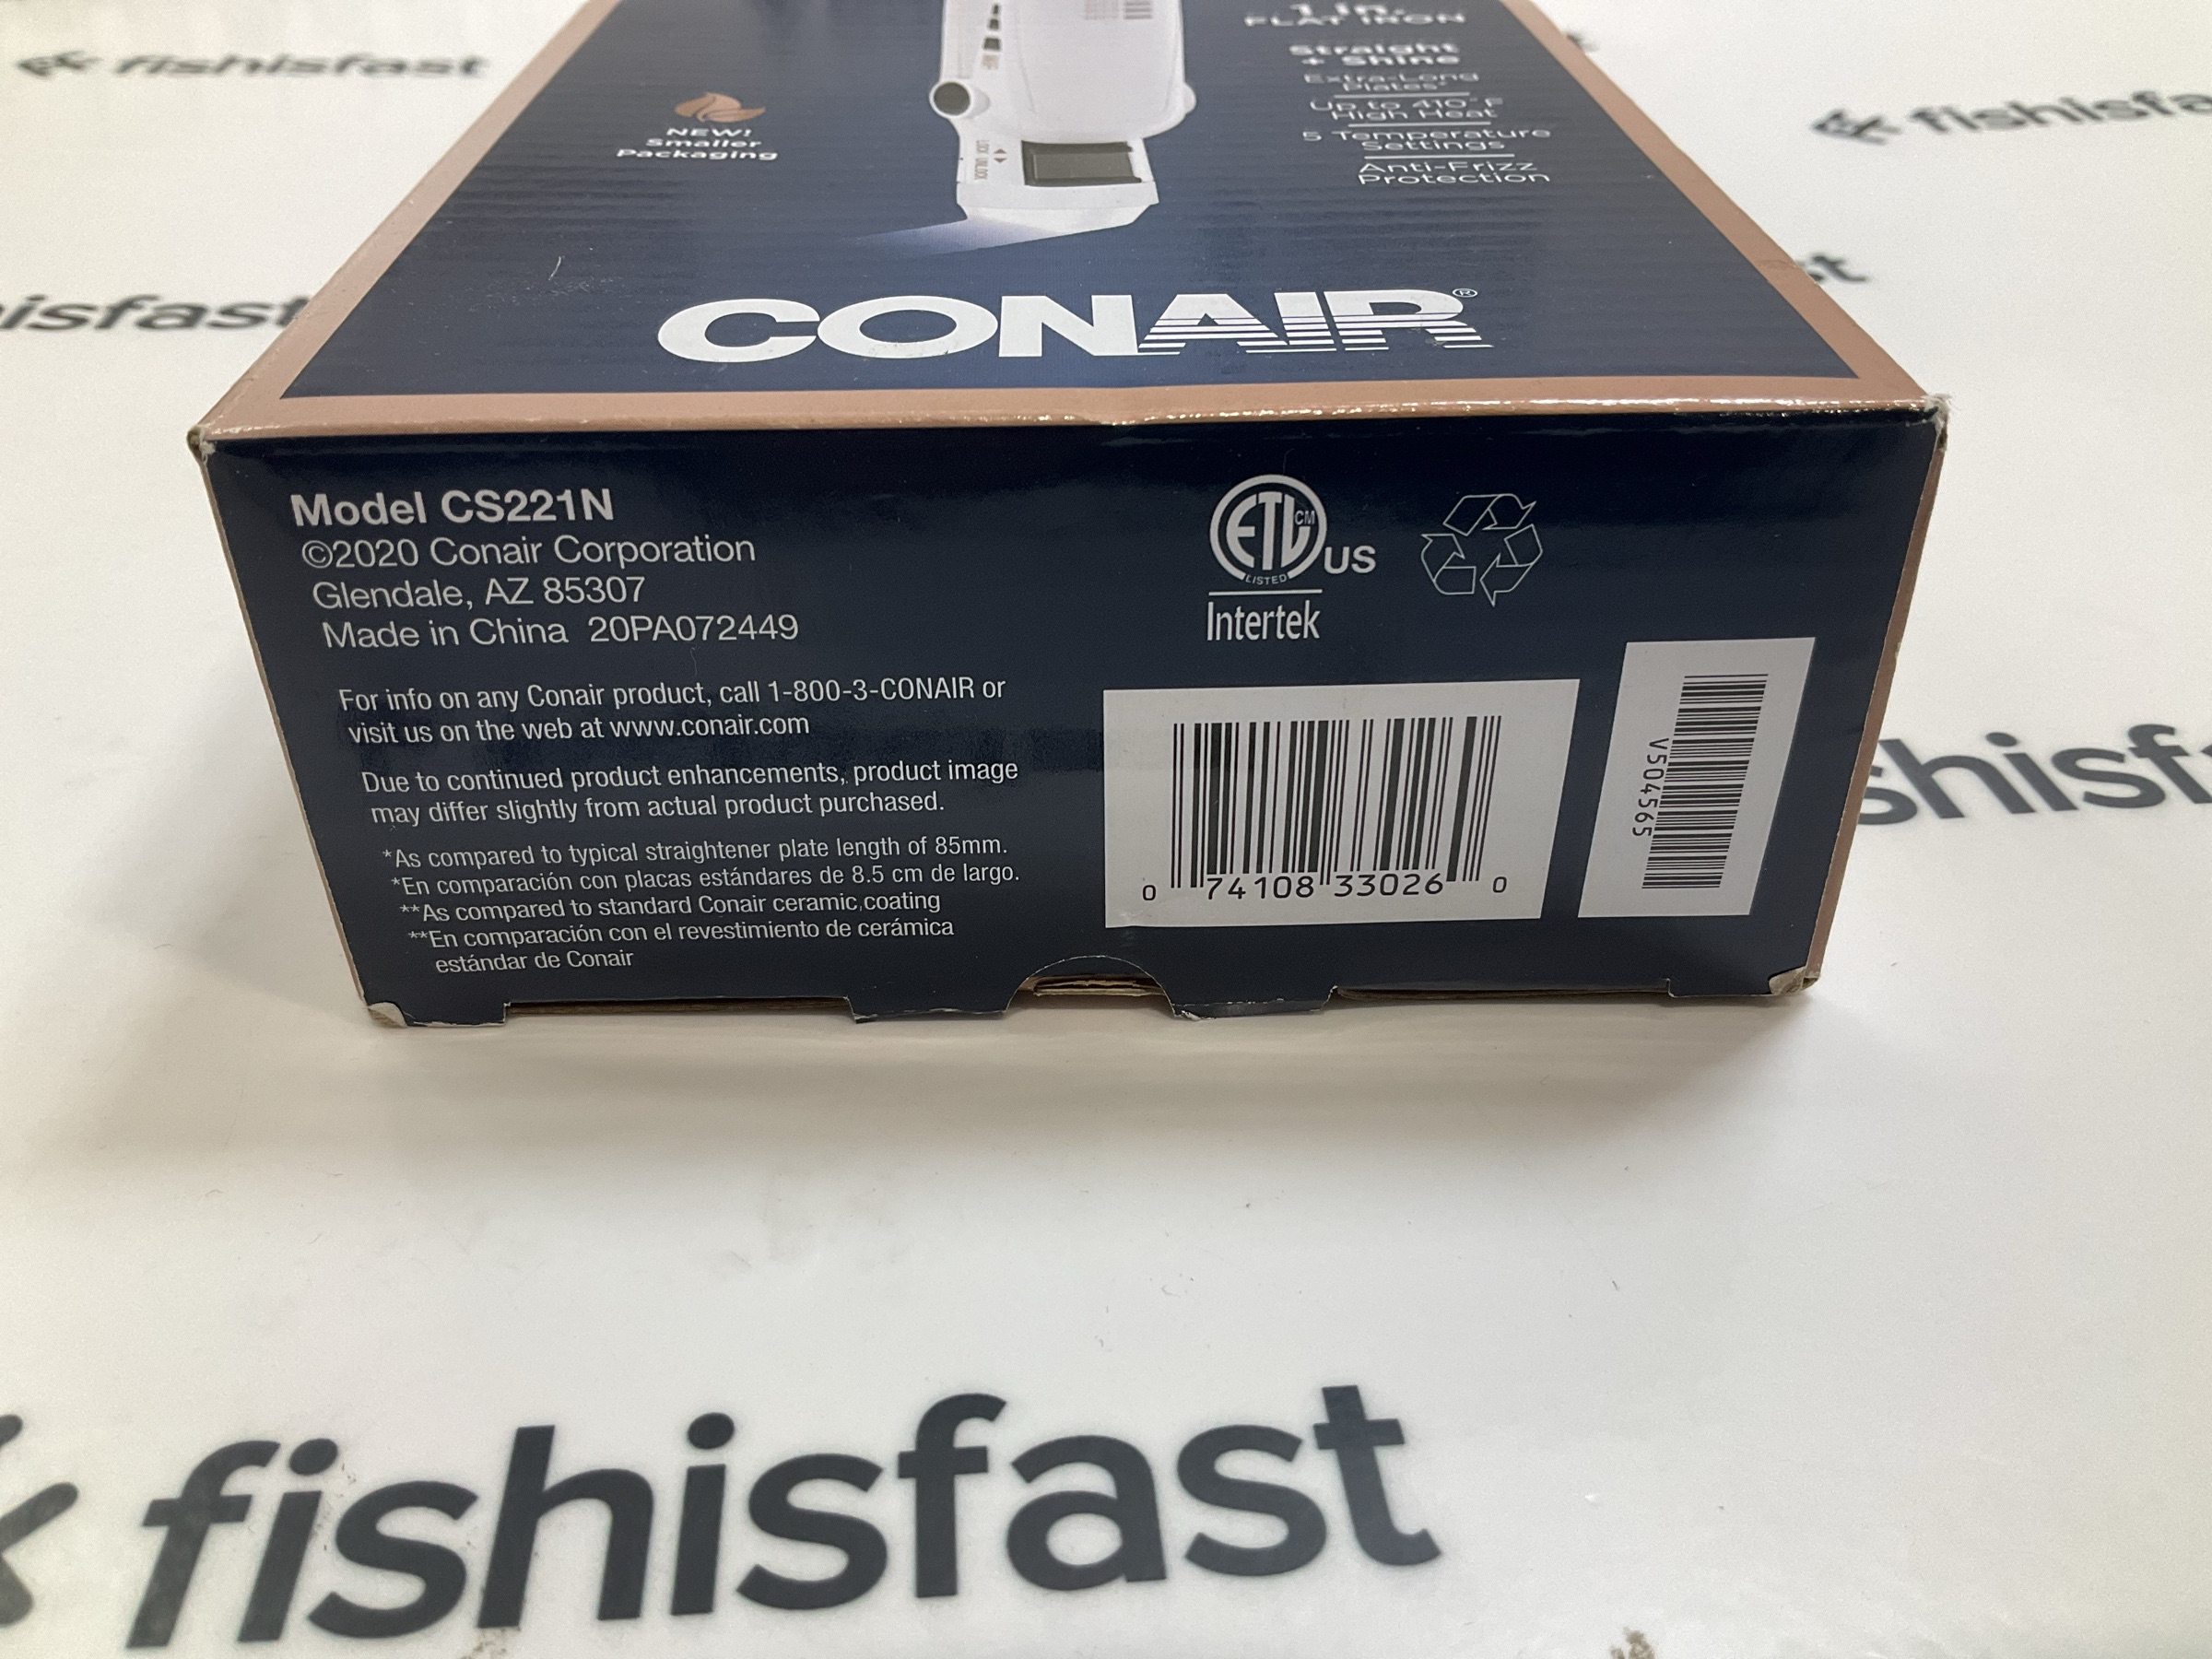 fishisfast
fishisfast
isfast
st
shisf
1 in.
FLAT IRON
Straight
+ Shine
Extra-Long
Plates*
Up to 410°F
High Heat
5 Temperature
Settings
Anti-Frizz
Protection
NEW!
Smaller
Packaging
LOCK UNLOCK
CONAIR®
Model CS221N
©2020 Conair Corporation
Glendale, AZ 85307
Made in China 20PA072449
For info on any Conair product, call 1-800-3-CONAIR or
visit us on the web at www.conair.com
Due to continued product enhancements, product image
may differ slightly from actual product purchased.
*As compared to typical straightener plate length of 85mm.
*En comparación con placas estándares de 8.5 cm de largo.
**As compared to standard Conair ceramic coating
**En comparación con el revestimiento de cerámica
estándar de Conair
ETL CM
LISTED
US
Intertek
0 74108 33026 0
V504565
fishisfast